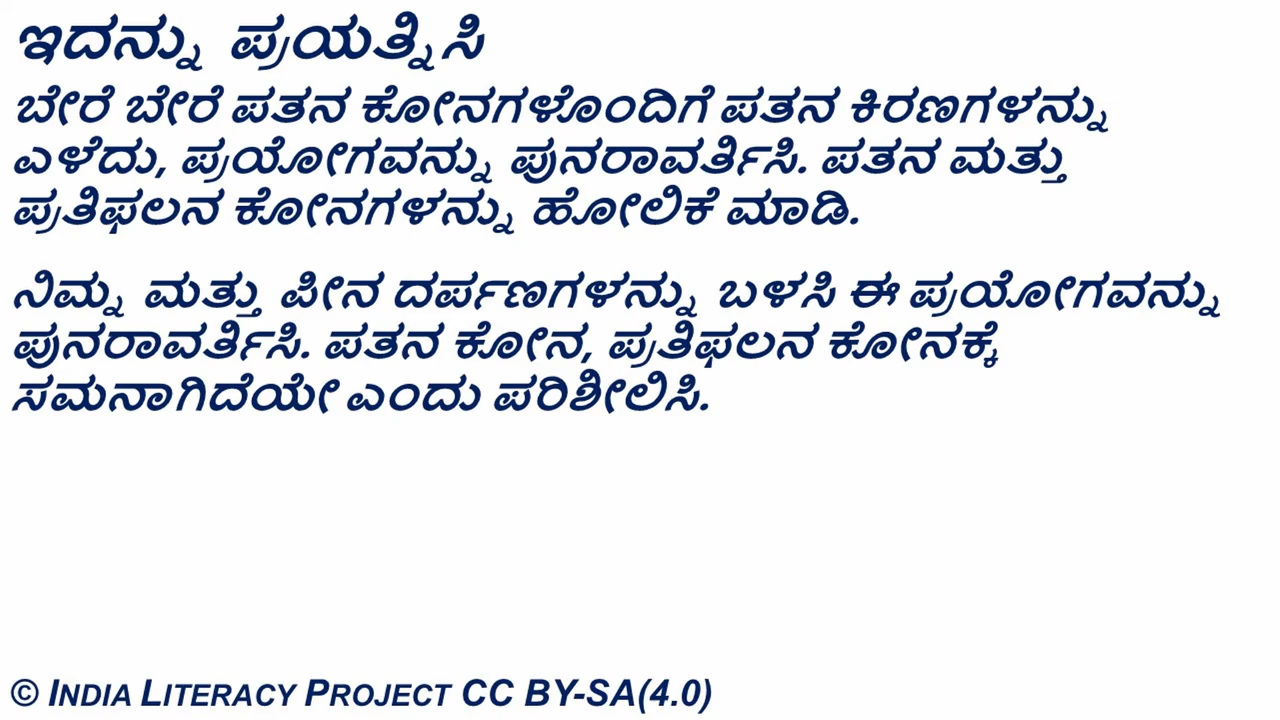 ಇದನ್ನು ಪ್ರಯತ್ನಿಸಿ
ಬೇರೆ ಬೇರೆ ಪತನ ಕೋನಗಳೊಂದಿಗೆ ಪತನ ಕಿರಣಗಳನ್ನು
ಎಳೆದು, ಪ್ರಯೋಗವನ್ನು ಪುನರಾವರ್ತಿಸಿ. ಪತನ ಮತ್ತು
ಪ್ರತಿಫಲನ ಕೋನಗಳನ್ನು ಹೋಲಿಕೆ ಮಾಡಿ.
ನಿಮ್ನ ಮತ್ತು ಪೀನ ದರ್ಪಣಗಳನ್ನು ಬಳಸಿ ಈ ಪ್ರಯೋಗವನ್ನು
ಪುನರಾವರ್ತಿಸಿ. ಪತನ ಕೋನ, ಪ್ರತಿಫಲನ ಕೋನಕ್ಕೆ
ಸಮನಾಗಿದೆಯೇ ಎಂದು ಪರಿಶೀಲಿಸಿ.
© INDIA LITERACY PROJECT CC BY-SA(4.0)